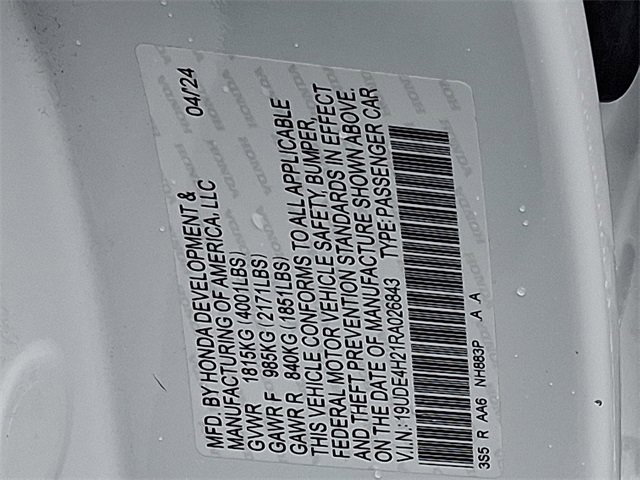 MFD. BY HONDA DEVELOPMENT & 04/24
MANUFACTURING OF AMERICA, LLC
GVWR 1815KG (4001LBS)
GAWR F 985KG (2171LBS)
GAWR R 840KG (1851LBS)
THIS VEHICLE CONFORMS TO ALL APPLICABLE
FEDERAL MOTOR VEHICLE SAFETY BUMPER,
AND THEFT PREVENTION STANDARDS IN EFFECT
ON THE DATE OF MANUFACTURE SHOWN ABOVE.
V.I.N.: 19UDE4H21RA026843 TYPE: PASSENGER CAR
3S5 R AA6 NH883P A A